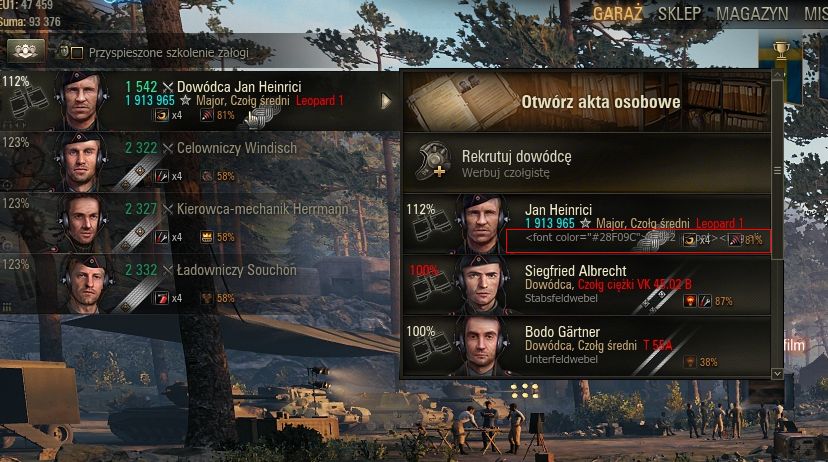 EU1: 47 459
Suma: 93 376
GARAŻ SKLEP MAGAZYN MIS
Przyspieszone szkolenie załogi
112%
1 542 Dowódca Jan Heinrici
1 913 965 Major, Czołg średni Leopard 1
x4 81%
123%
2 322 Celowniczy Windisch
x4 58%
123%
2 327 Kierowca-mechanik Herrmann
x4 58%
123%
2 332 Ładowniczy Souchon
x4 58%
Otwórz akta osobowe
Rekrutuj dowódcę
Werbuj czołgistę
112%
Jan Heinrici
1 913 965 Major, Czołg średni Leopard 1
<font color="#28F09C"> x4 81%
100%
Siegfried Albrecht
Dowódca, Czołg ciężki VK 45.02 B
Stabsfeldwebel
87%
100%
Bodo Gärtner
Dowódca, Czołg średni T 55A
Unterfeldwebel
38%
film